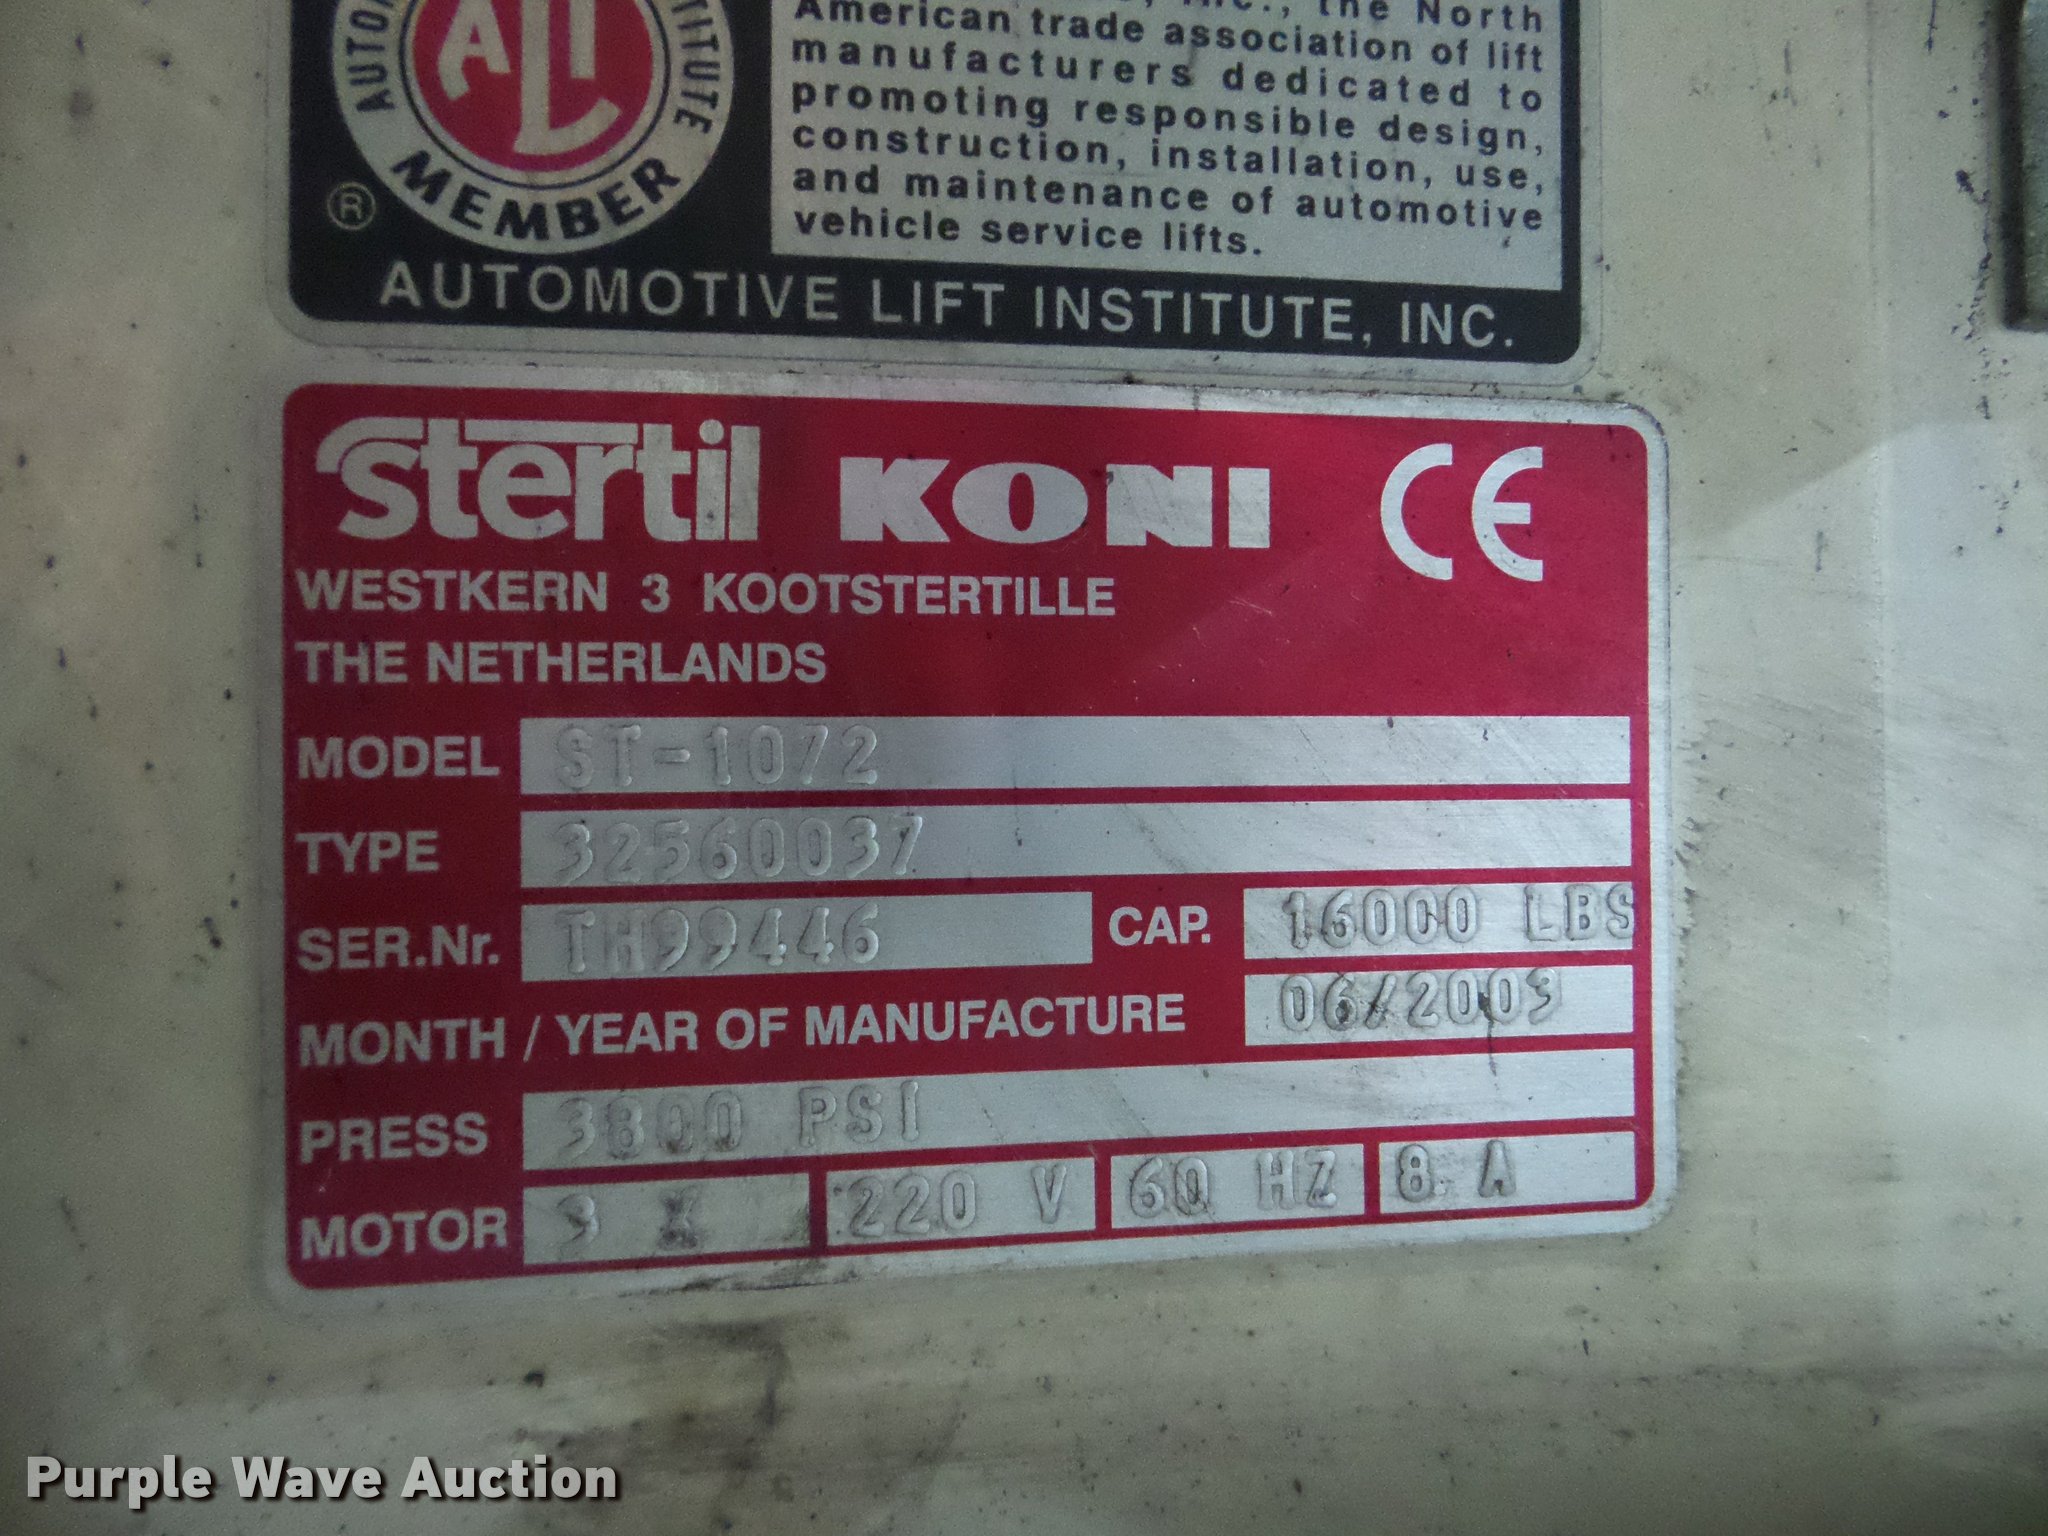 ALI
MEMBER
®
the North
American trade association of lift
manufacturers dedicated to
promoting responsible design,
construction, installation, use,
and maintenance of automotive
vehicle service lifts.
AUTOMOTIVE LIFT INSTITUTE, INC.
stertil KONI CE
WESTKERN 3 KOOTSTERTILLE
THE NETHERLANDS
MODEL ST-1072
TYPE 32560037
SER.Nr. TH99446 CAP. 16000 LBS
MONTH / YEAR OF MANUFACTURE 06/2003
PRESS 3800 PSI
MOTOR 3 X 220 V 60 HZ 8 A
Purple Wave Auction